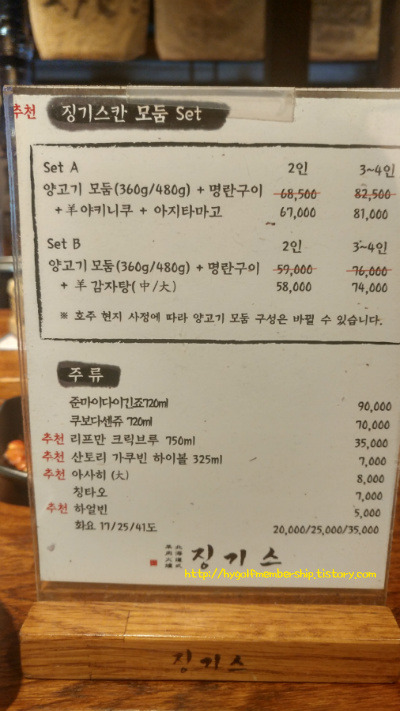 추천 징기스칸 모둠 Set
Set A 2인 3~4인
양고기 모둠(360g/480g) + 명란구이 68,500 82,500
+ 羊야키니쿠 + 아지타마고 67,000 81,000
Set B 2인 3~4인
양고기 모둠(360g/480g) + 명란구이 59,000 76,000
+ 羊 감자탕(中/大) 58,000 74,000
※ 호주 현지 사정에 따라 양고기 모둠 구성은 바뀔 수 있습니다.
주류
준마이다이긴죠720ml 90,000
쿠보다센쥬 720ml 70,000
추천 리프만 크릭브루 750ml 35,000
추천 산토리 가쿠빈 하이볼 325ml 7,000
추천 아사히 (大) 8,000
칭타오 7,000
추천 하얼빈 5,000
화요 17/25/41도 20,000/25,000/35,000
징기스
http://hygolfmembership.tistory.com
징기스